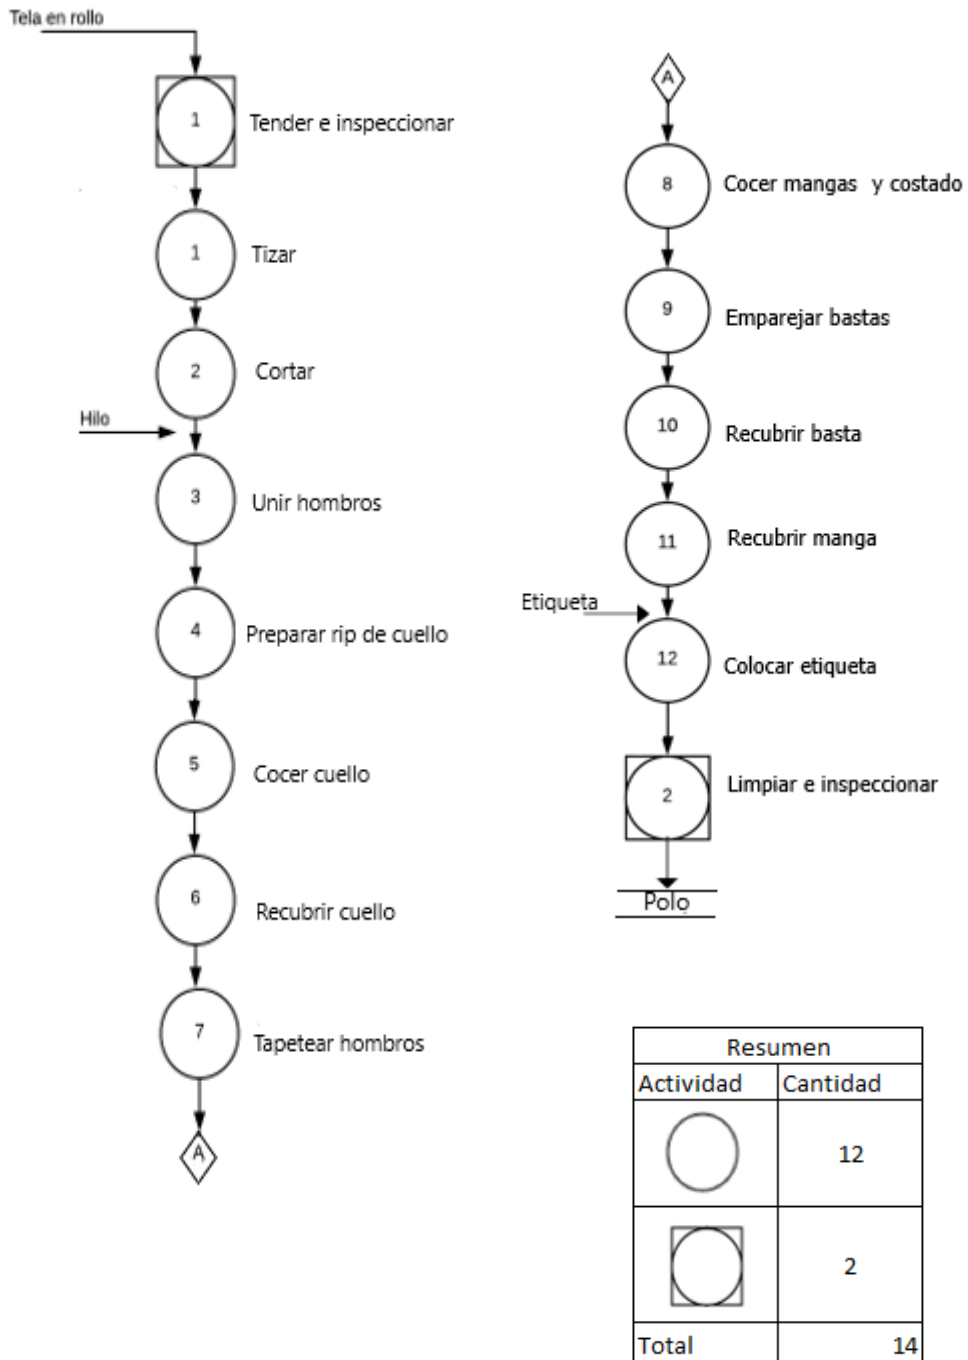 Tela en rollo
1 Tender e inspeccionar
1 Tizar
2 Cortar
Hilo
3 Unir hombros
4 Preparar rip de cuello
5 Cocer cuello
6 Recubrir cuello
7 Tapetear hombros
A
A
8 Cocer mangas y costado
9 Emparejar bastas
10 Recubrir basta
11 Recubrir manga
Etiqueta
12 Colocar etiqueta
2 Limpiar e inspeccionar
Polo
Resumen
Actividad Cantidad
12
2
Total 14